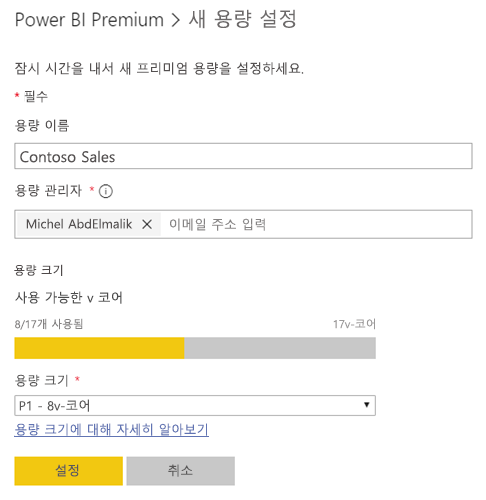 Power BI Premium > 새 용량 설정
잠시 시간을 내서 새 프리미엄 용량을 설정하세요.
* 필수
용량 이름
Contoso Sales
용량 관리자 *
Michel AbdElmalik × 이메일 주소 입력
용량 크기
사용 가능한 v 코어
8/17개 사용됨 17v-코어
용량 크기 *
P1 - 8v-코어
용량 크기에 대해 자세히 알아보기
설정 취소